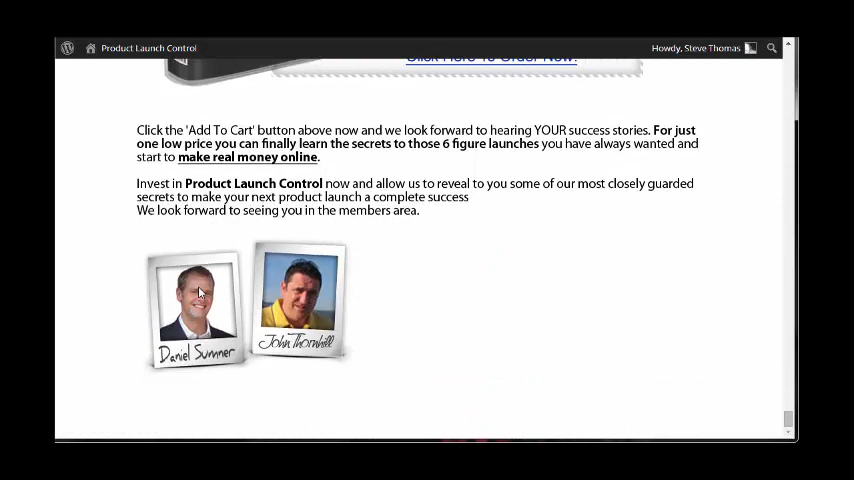 Product Launch Control
Howdy, Steve Thomas
Click Here To Order Now!
Click the 'Add To Cart' button above now and we look forward to hearing YOUR success stories. For just
one low price you can finally learn the secrets to those 6 figure launches you have always wanted and
start to make real money online.
Invest in Product Launch Control now and allow us to reveal to you some of our most closely guarded
secrets to make your next product launch a complete success
We look forward to seeing you in the members area.
Daniel Sumner
John Thornhill